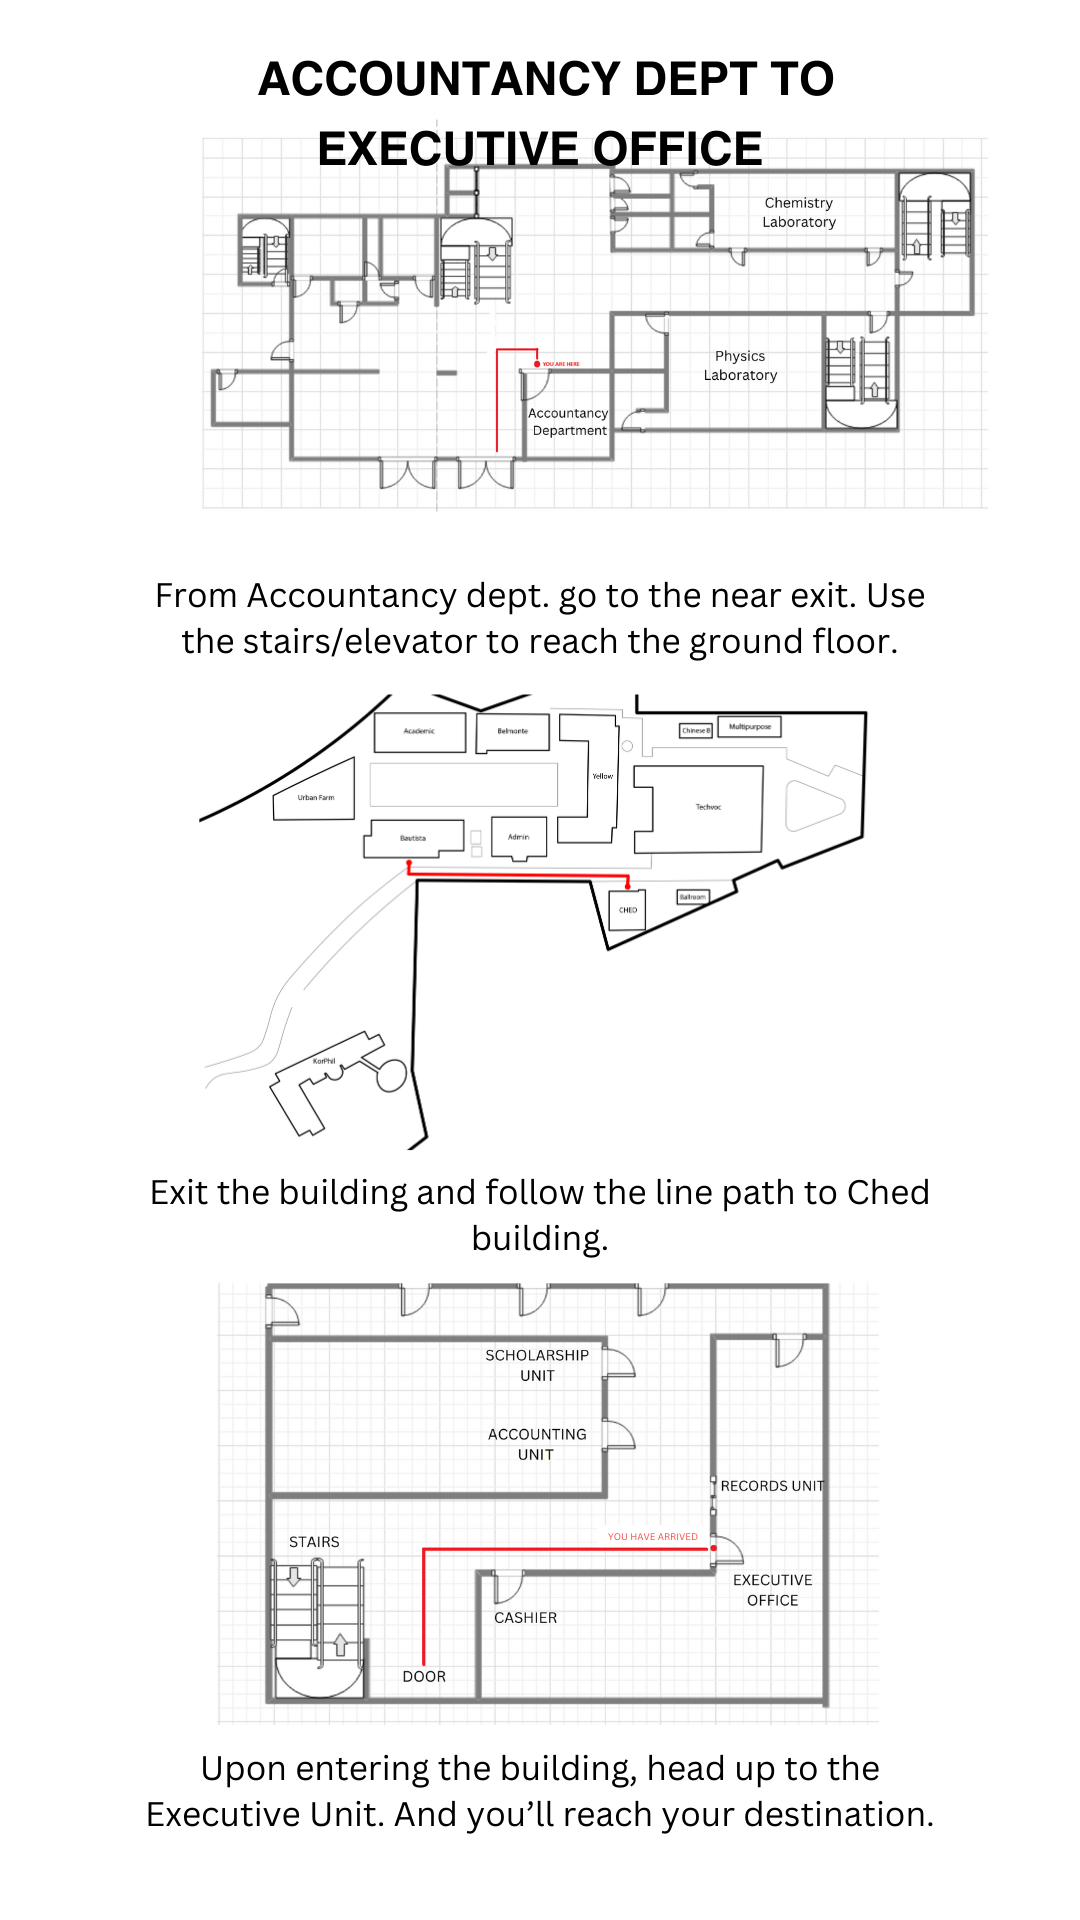 ACCOUNTANCY DEPT TO
EXECUTIVE OFFICE
Chemistry
Laboratory
Physics
Laboratory
YOU ARE HERE
Accountancy
Department
From Accountancy dept. go to the near exit. Use
the stairs/elevator to reach the ground floor.
Academic
Belmonte
Chinese B
Multipurpose
Yellow
Urban Farm
Techvoc
Bautista
Admin
CHED
Ballroom
KorPhil
Exit the building and follow the line path to Ched
building.
SCHOLARSHIP
UNIT
ACCOUNTING
UNIT
RECORDS UNIT
STAIRS
YOU HAVE ARRIVED
EXECUTIVE
OFFICE
CASHIER
DOOR
Upon entering the building, head up to the
Executive Unit. And you’ll reach your destination.